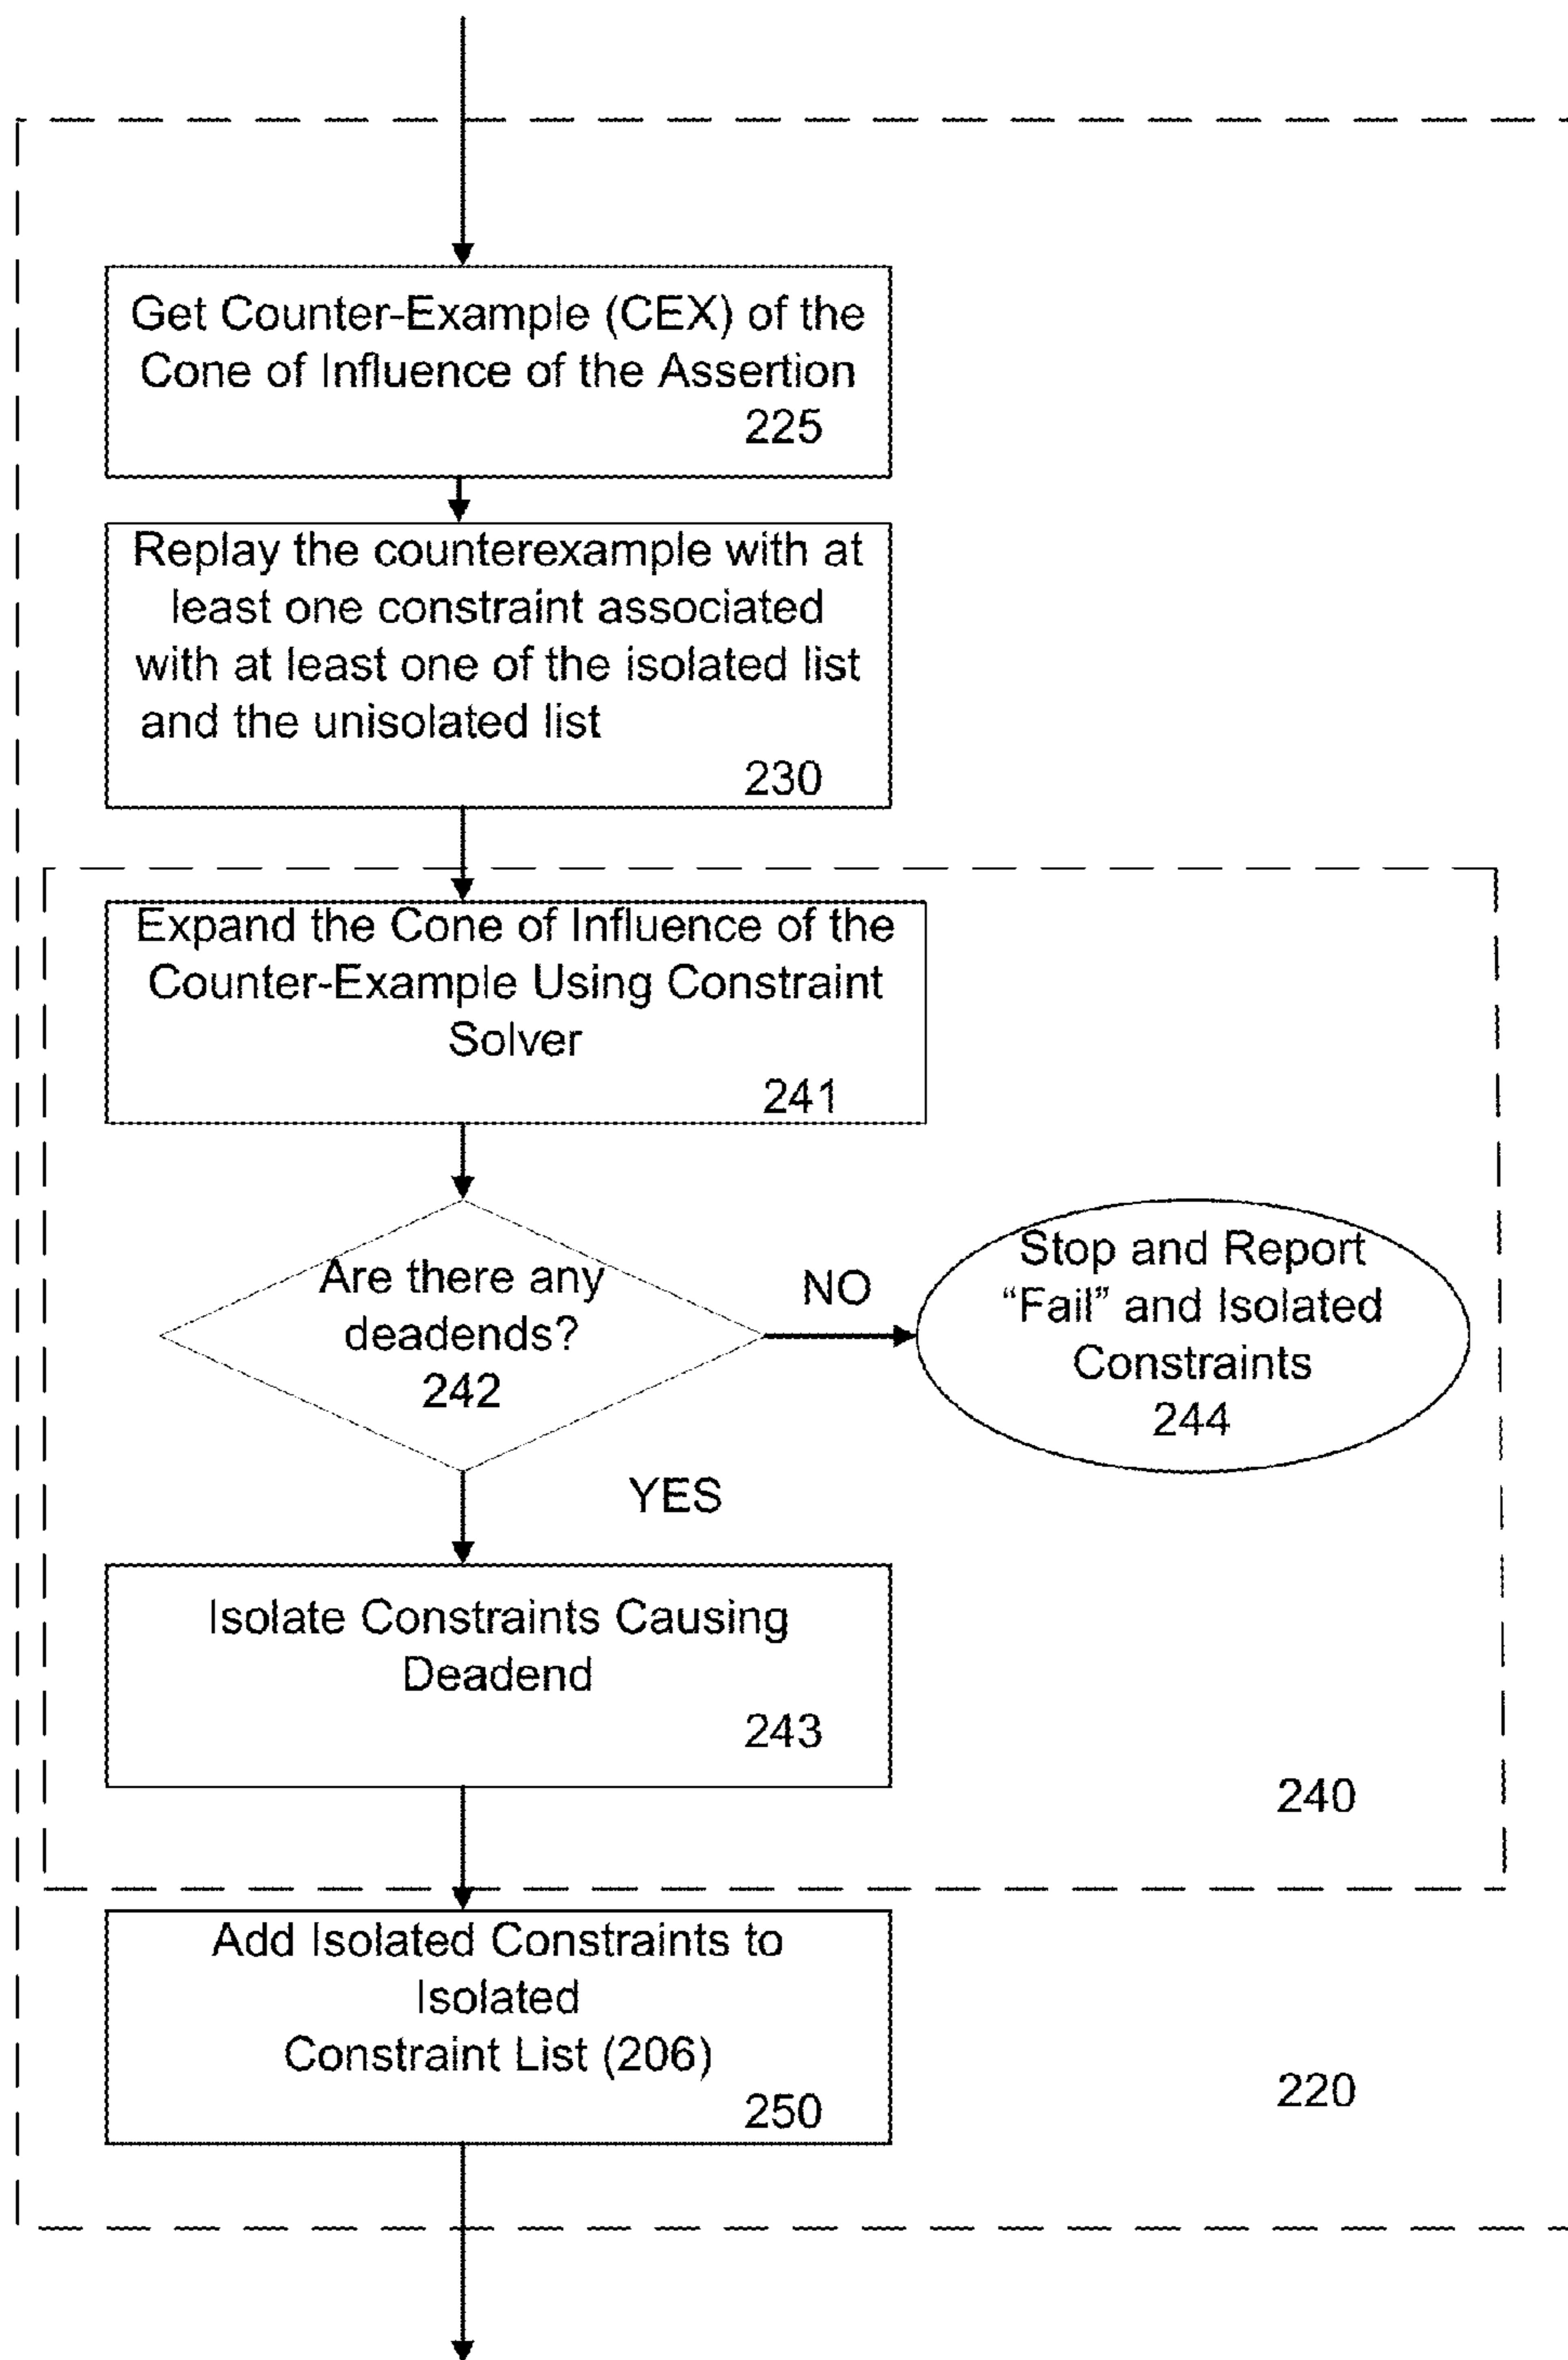 Get Counter-Example (CEX) of the
Cone of Influence of the Assertion
225
Replay the counterexample with at
least one constraint associated
with at least one of the isolated list
and the unisolated list
230
Expand the Cone of Influence of the
Counter-Example Using Constraint
Solver
241
Are there any
deadends?
242
NO
Stop and Report
“Fail” and Isolated
Constraints
244
YES
Isolate Constraints Causing
Deadend
243
240
Add Isolated Constraints to
Isolated
Constraint List (206)
250
220